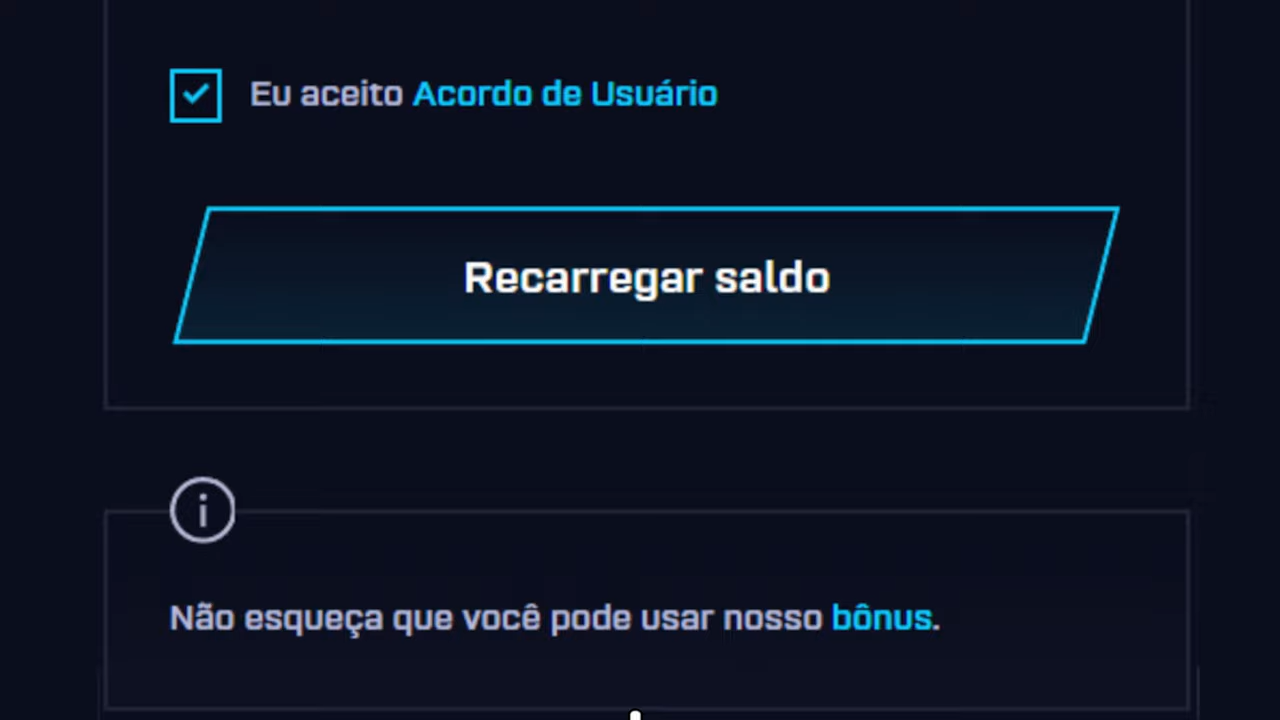 Eu aceito Acordo de Usuário
Recarregar saldo
Não esqueça que você pode usar nosso bônus.